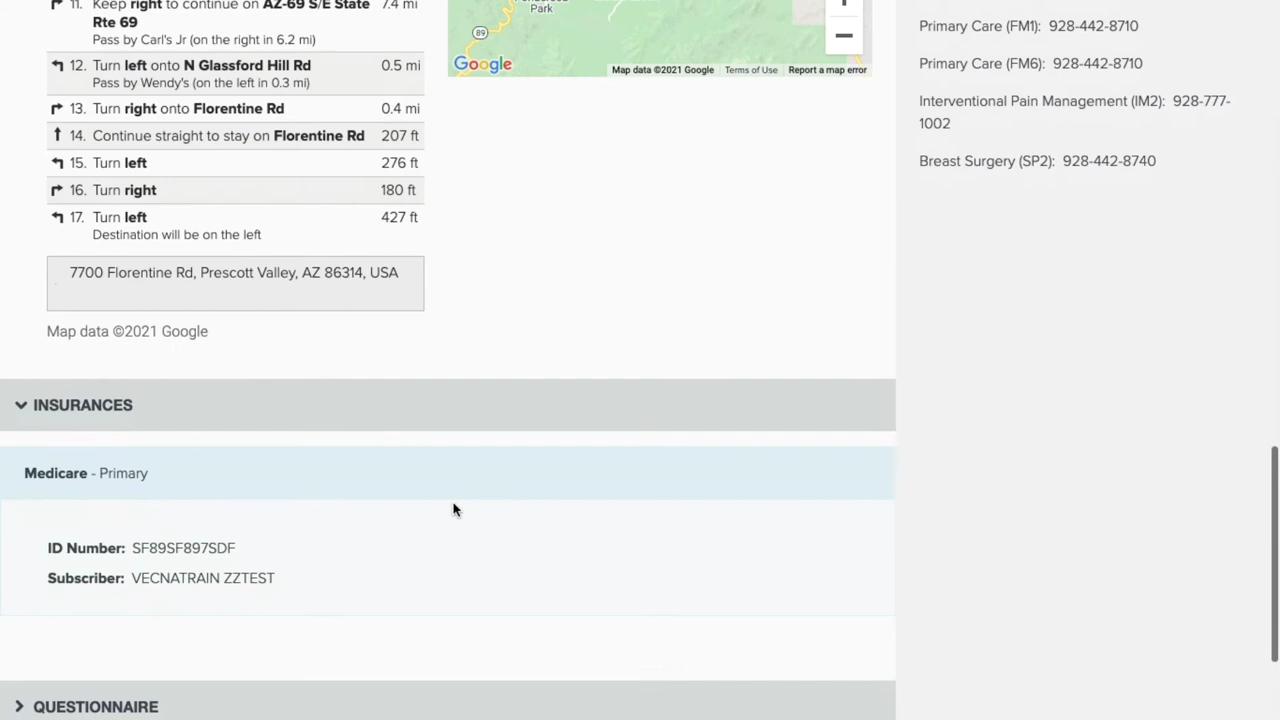 11. Keep right to continue on AZ-69 S/E State 7.4 mi
Rte 69
Pass by Carl's Jr (on the right in 6.2 mi)
12. Turn left onto N Glassford Hill Rd 0.5 mi
Pass by Wendy's (on the left in 0.3 mi)
13. Turn right onto Florentine Rd 0.4 mi
14. Continue straight to stay on Florentine Rd 207 ft
15. Turn left 276 ft
16. Turn right 180 ft
17. Turn left 427 ft
Destination will be on the left
7700 Florentine Rd, Prescott Valley, AZ 86314, USA
Map data ©2021 Google
Park
89
Google
Map data ©2021 Google Terms of Use Report a map error
INSURANCES
Medicare - Primary
ID Number: SF89SF897SDF
Subscriber: VECNATRAIN ZZTEST
QUESTIONNAIRE
Primary Care (FM1): 928-442-8710
Primary Care (FM6): 928-442-8710
Interventional Pain Management (IM2): 928-777-
1002
Breast Surgery (SP2): 928-442-8740